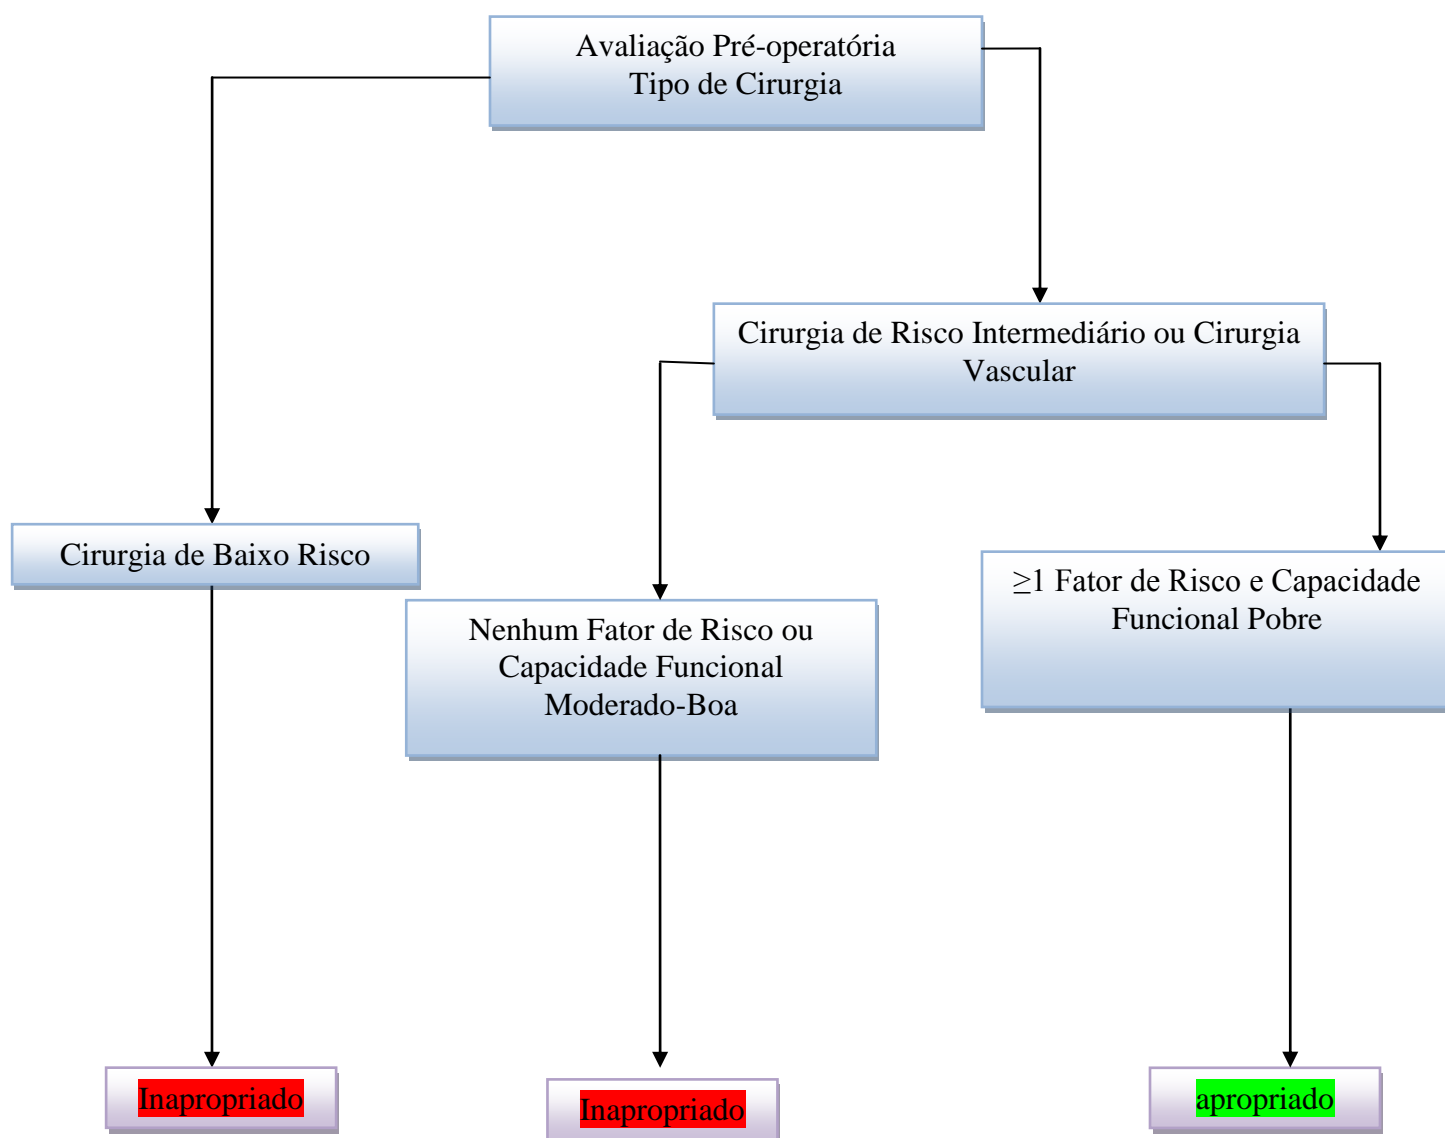 Avaliação Pré-operatória
Tipo de Cirurgia
Cirurgia de Risco Intermediário ou Cirurgia
Vascular
Cirurgia de Baixo Risco
Nenhum Fator de Risco ou
Capacidade Funcional
Moderado-Boa
≥1 Fator de Risco e Capacidade
Funcional Pobre
Inapropriado
Inapropriado
apropriado